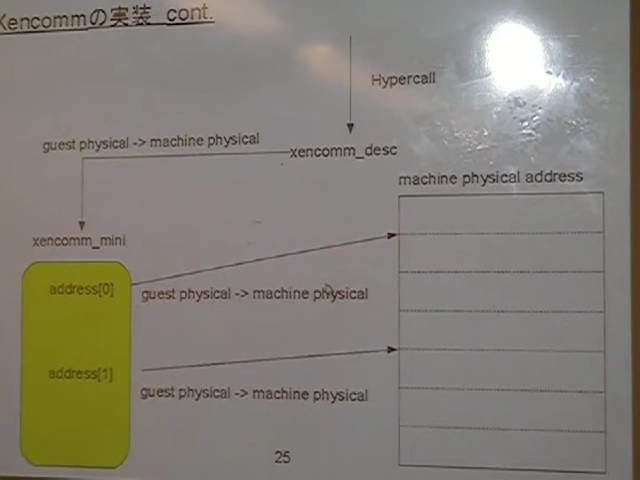 Xencommの実装 cont.
Hypercall
guest physical -> machine physical
xencomm_desc
machine physical address
xencomm_mini
address[0]
guest physical -> machine physical
address[1]
guest physical -> machine physical
25